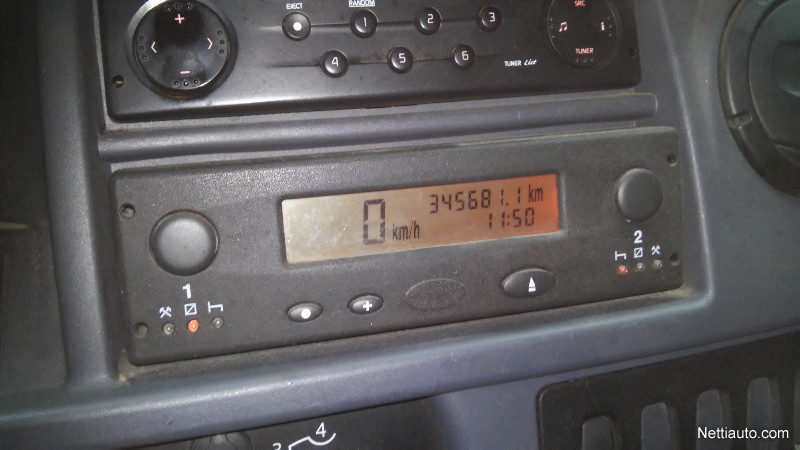 EJECT RANDOM SRC
1 2 3
4 5 6 TUNER List TUNER
0 km/h 345681.1 km
11:50
1 2
4
Nettiauto.com